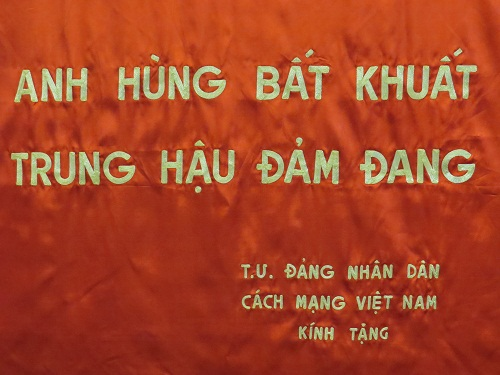 ANH HÙNG BẤT KHUẤT
TRUNG HẬU ĐẢM ĐANG
T.Ư. ĐẢNG NHÂN DÂN
CÁCH MẠNG VIỆT NAM
KÍNH TẶNG